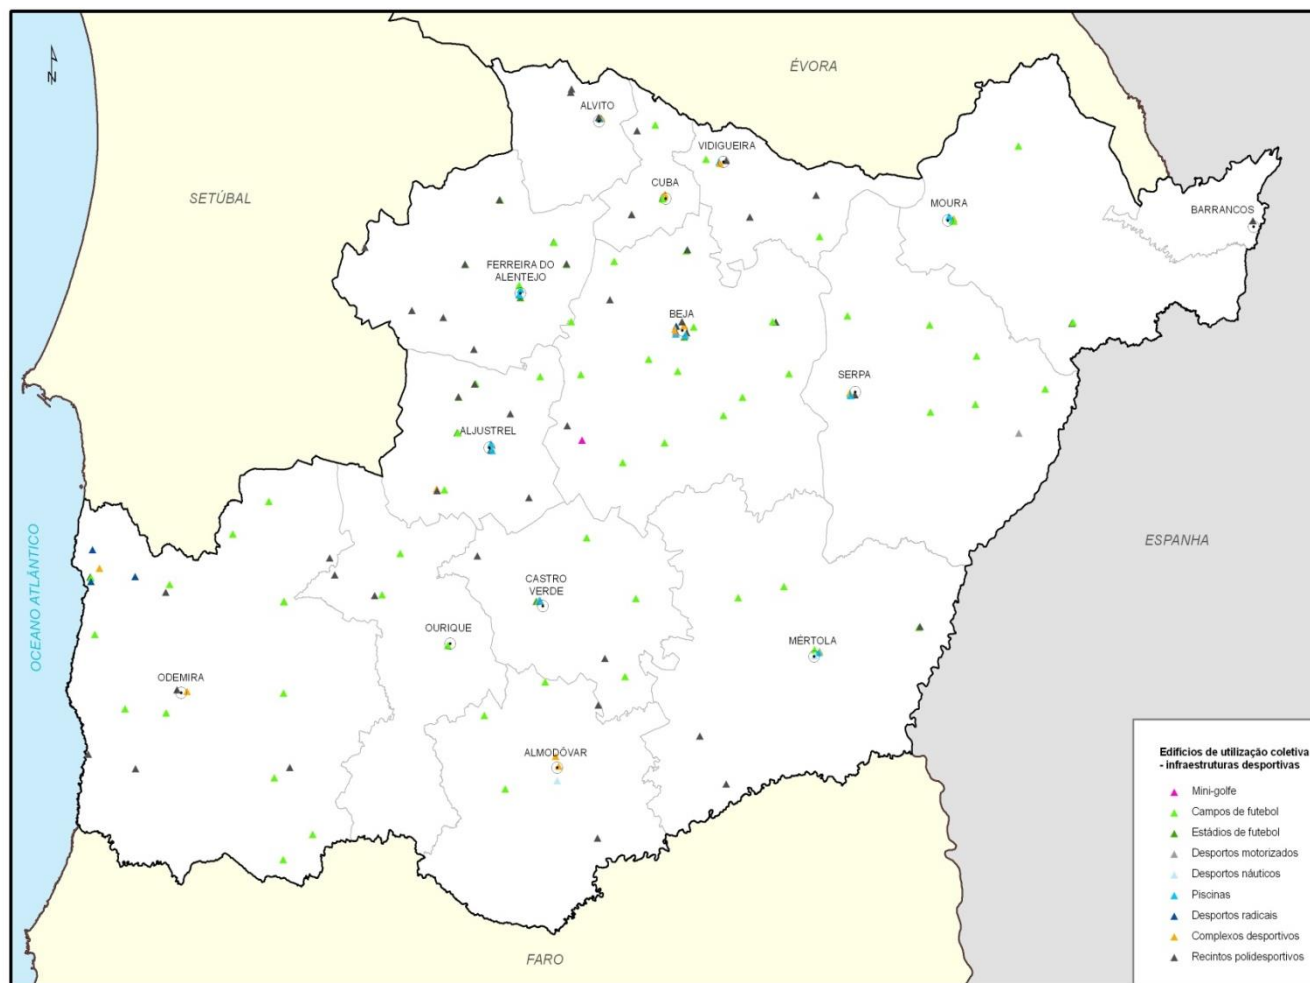 ÉVORA
N
ALVITO
VIDIGUEIRA
CUBA
SETÚBAL
MOURA
BARRANCOS
FERREIRA DO
ALENTEJO
BEJA
SERPA
ALJUSTREL
OCEANO ATLÂNTICO
ESPANHA
CASTRO
VERDE
OURIQUE
MÉRTOLA
ODEMIRA
ALMODÔVAR
FARO
Edifícios de utilização coletiva
- infraestruturas desportivas
Mini-golfe
Campos de futebol
Estádios de futebol
Desportos motorizados
Desportos náuticos
Piscinas
Desportos radicais
Complexos desportivos
Recintos polidesportivos